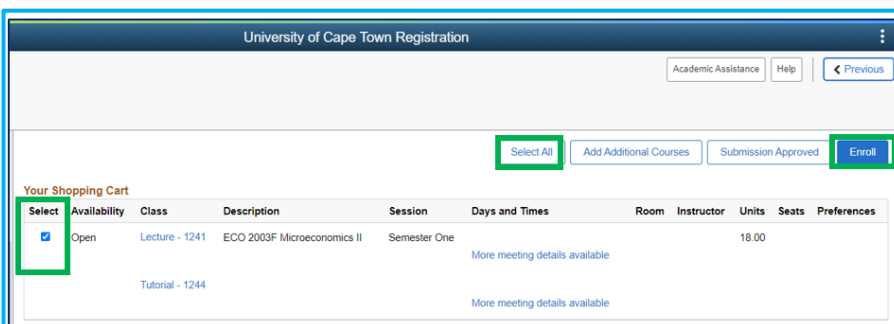 University of Cape Town Registration
Academic Assistance Help Previous
Select All Add Additional Courses Submission Approved Enroll
Your Shopping Cart
Select Availability Class Description Session Days and Times Room Instructor Units Seats Preferences
Open Lecture - 1241 ECO 2003F Microeconomics II Semester One 18.00
More meeting details available
Tutorial - 1244
More meeting details available